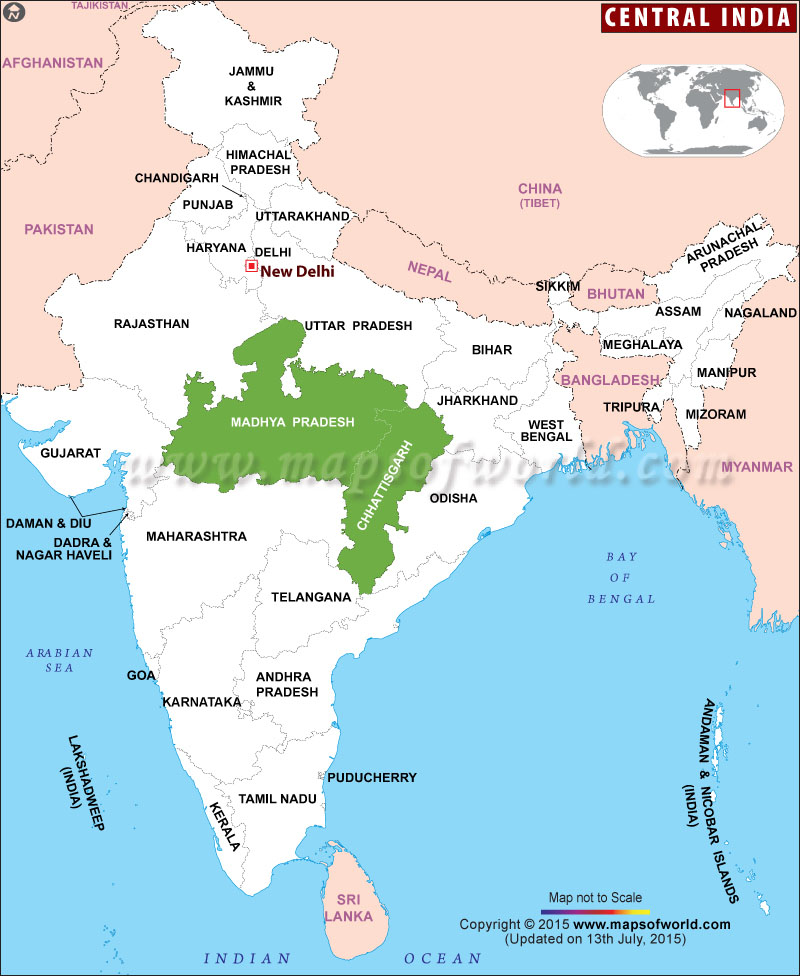 N
TAJIKISTAN
CENTRAL INDIA
AFGHANISTAN
JAMMU
&
KASHMIR
HIMACHAL
PRADESH
CHANDIGARH
PUNJAB
UTTARAKHAND
CHINA
(TIBET)
PAKISTAN
HARYANA
DELHI
New Delhi
NEPAL
ARUNACHAL
PRADESH
SIKKIM
BHUTAN
ASSAM
NAGALAND
RAJASTHAN
UTTAR PRADESH
BIHAR
MEGHALAYA
MANIPUR
BANGLADESH
JHARKHAND
TRIPURA
MIZORAM
MADHYA PRADESH
WEST
BENGAL
GUJARAT
CHHATTISGARH
www.mapsofworld.com
MYANMAR
ODISHA
DAMAN & DIU
DADRA &
NAGAR HAVELI
MAHARASHTRA
BAY
OF
BENGAL
TELANGANA
ARABIAN
SEA
GOA
ANDHRA
PRADESH
KARNATAKA
LAKSHADWEEP
(INDIA)
ANDAMAN & NICOBAR ISLANDS
(INDIA)
PUDUCHERRY
TAMIL NADU
KERALA
SRI
LANKA
Map not to Scale
Copyright © 2015 www.mapsofworld.com
(Updated on 13th July, 2015)
INDIAN OCEAN